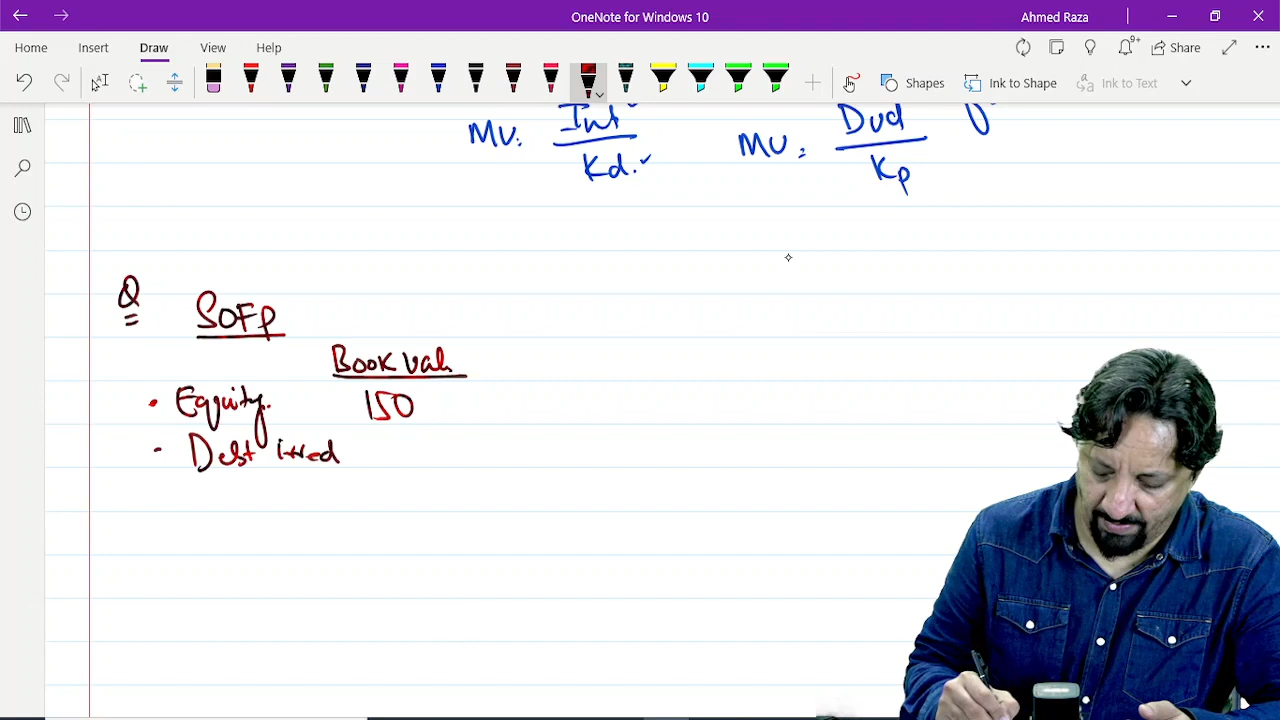 OneNote for Windows 10
Ahmed Raza
Home Insert Draw View Help
Share
Shapes Ink to Shape Ink to Text
MV: Int / Kd.
MV = Dvd / Kp
Q
SOFP
Book val
• Equity. 150
• Debt irred